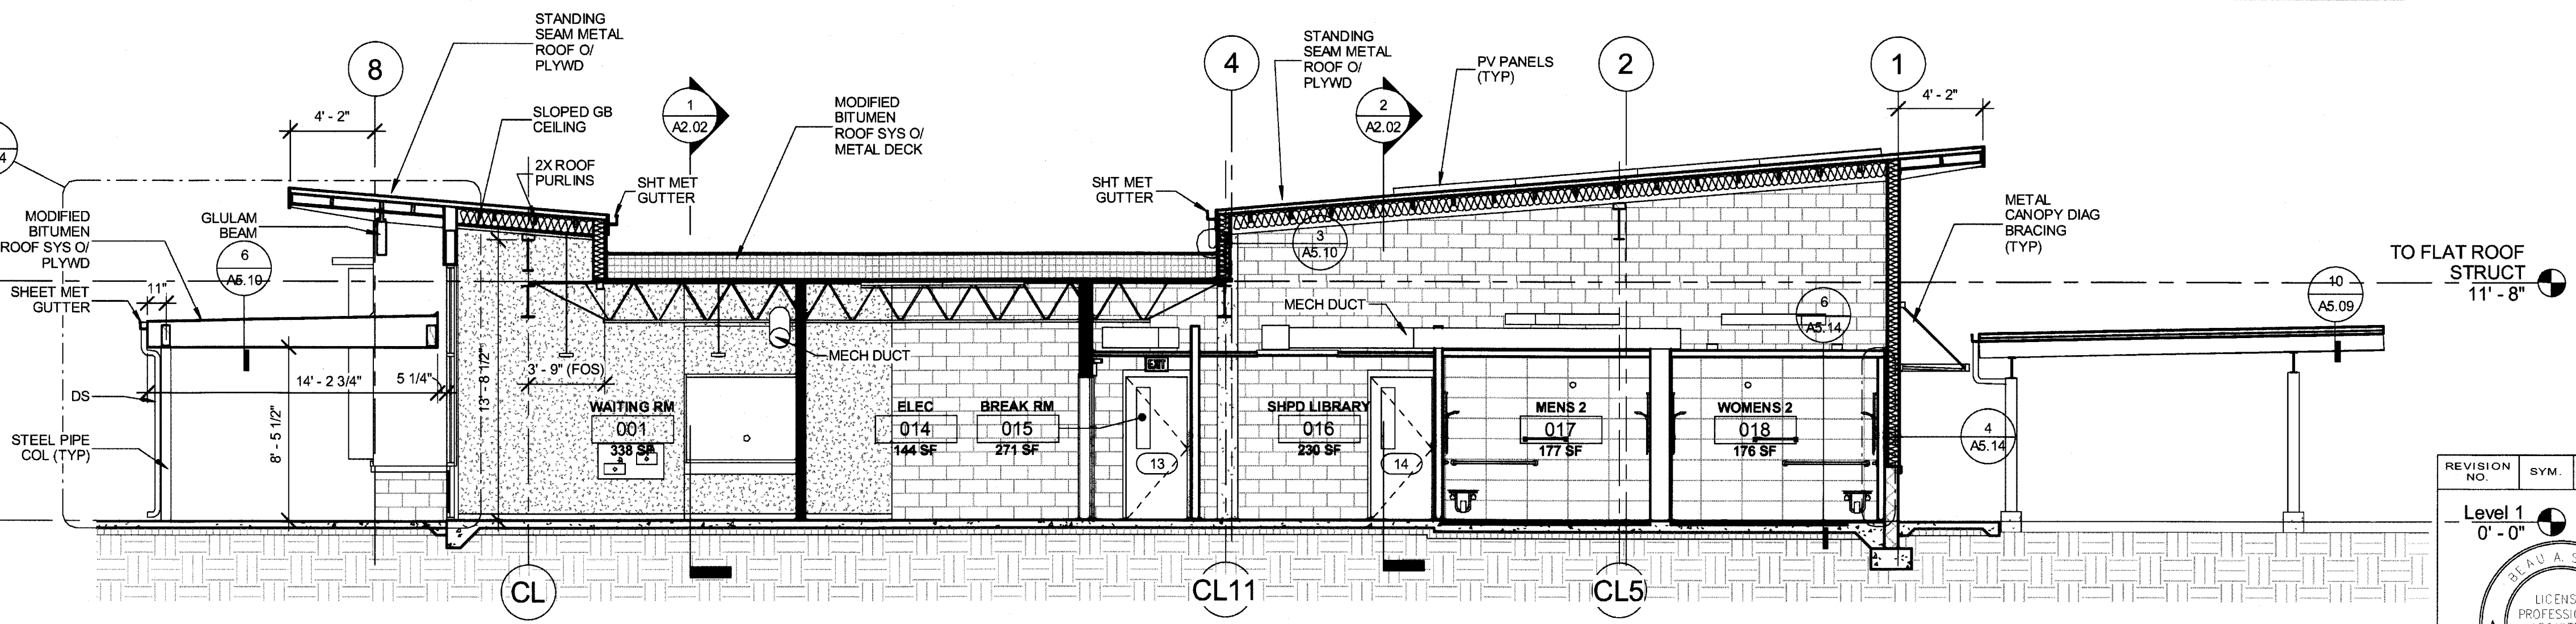 STANDING
SEAM METAL
ROOF O/
PLYWD
8
4' - 2"
SLOPED GB
CEILING
2X ROOF
PURLINS
1
A2.02
MODIFIED
BITUMEN
ROOF SYS O/
METAL DECK
SHT MET
GUTTER
4
STANDING
SEAM METAL
ROOF O/
PLYWD
2
A2.02
PV PANELS
(TYP)
2
1
4' - 2"
SHT MET
GUTTER
4
MODIFIED
BITUMEN
ROOF SYS O/
PLYWD
GLULAM
BEAM
6
A5.10
SHEET MET
GUTTER
11"
3
A5.10
METAL
CANOPY DIAG
BRACING
(TYP)
TO FLAT ROOF
STRUCT
11' - 8"
10
A5.09
MECH DUCT
6
A5.14
MECH DUCT
EXIT
14' - 2 3/4"
5 1/4"
3' - 9" (FOS)
13' - 8 1/2"
8' - 5 1/2"
DS
STEEL PIPE
COL (TYP)
WAITING RM
001
338 SF
ELEC
014
144 SF
BREAK RM
015
271 SF
13
SHPD LIBRARY
016
230 SF
14
MENS 2
017
177 SF
WOMENS 2
018
176 SF
4
A5.14
REVISION
NO.
SYM.
Level 1
0' - 0"
CL
CL11
CL5
BEAU A. S
LICENS
PROFESSIO